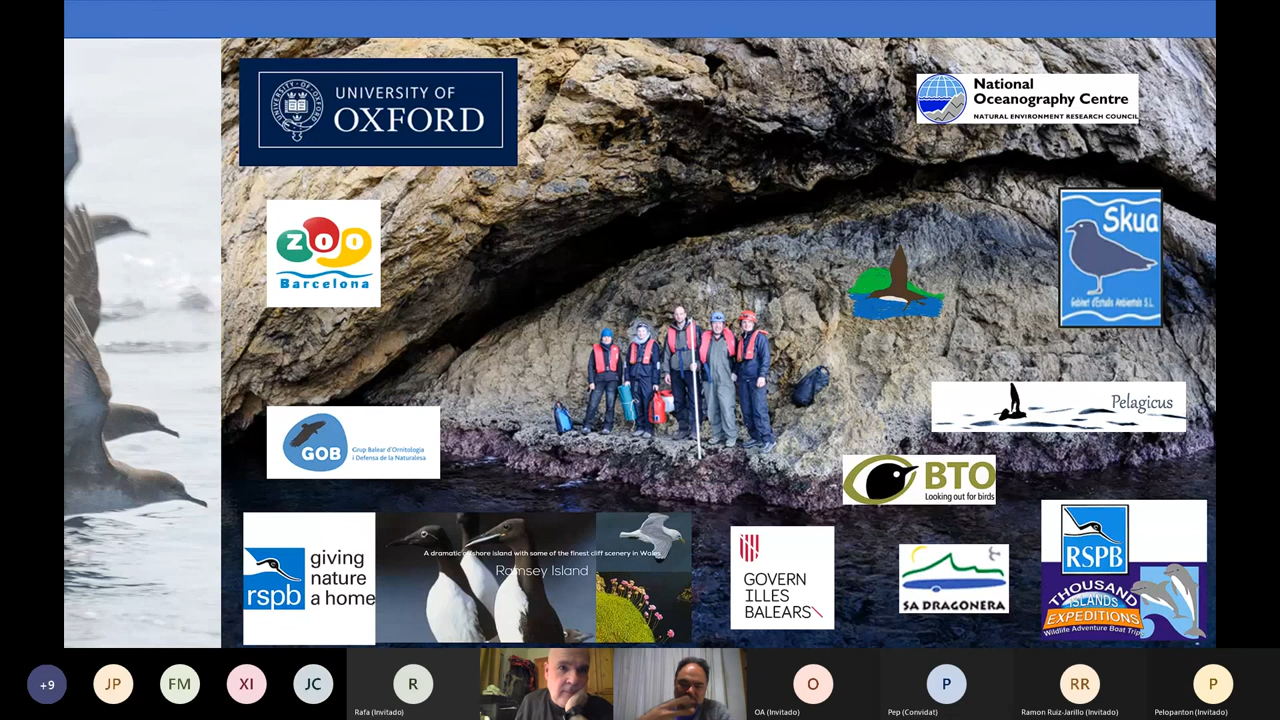 UNIVERSITY OF
OXFORD
National
Oceanography Centre
NATURAL ENVIRONMENT RESEARCH COUNCIL
ZOO
Barcelona
Skua
Gabinet d'Estudis Ambientals S.L.
Pelagicus
GOB
Grup Balear d'Ornitologia
i Defensa de la Naturalesa
BTO
Looking out for birds
rspb
giving
nature
a home
A dramatic offshore island with some of the finest cliff scenery in Wales
Ramsey Island
GOVERN
ILLES
BALEARS
SA DRAGONERA
RSPB
THOUSAND
ISLANDS
EXPEDITIONS
Wildlife Adventure Boat Trips
+9
JP
FM
XI
JC
R
Rafa (Invitado)
O
OA (Invitado)
P
Pep (Convidat)
RR
Ramon Ruiz-Jarillo (Invitado)
P
Pelopanton (Invitado)